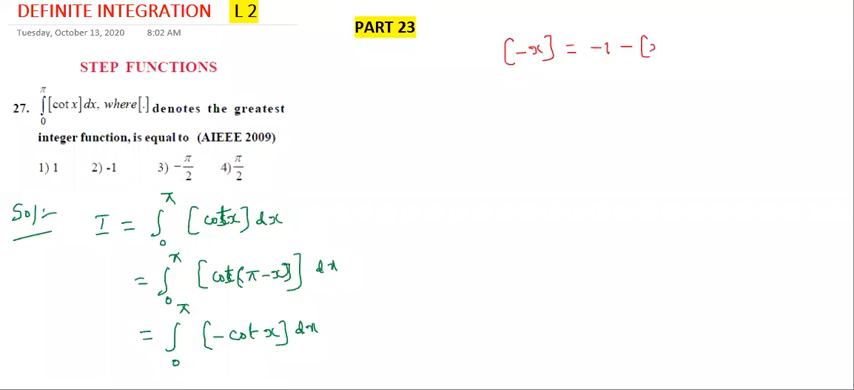 DEFINITE INTEGRATION L 2
Tuesday, October 13, 2020 8:02 AM
PART 23
[-x] = -1 - [x
STEP FUNCTIONS
27. ∫₀^π [cot x] dx, where [.] denotes the greatest
integer function, is equal to (AIEEE 2009)
1) 1 2) -1 3) -π/2 4) π/2
Sol:- I = ∫₀^π [cot x] dx
= ∫₀^π [cot(π-x)] dx
= ∫₀^π [-cot x] dx